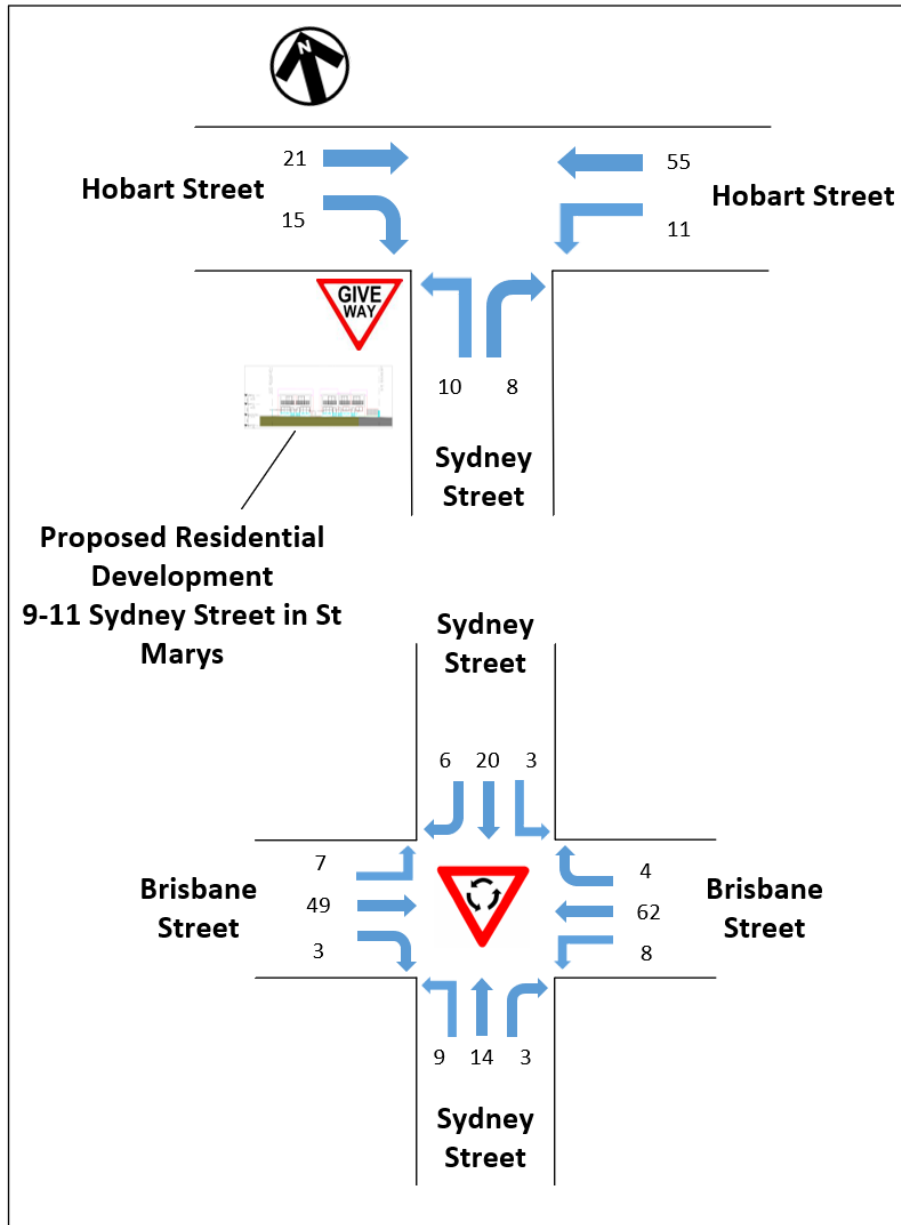 N
21
55
Hobart Street
Hobart Street
15
11
GIVE
WAY
10 8
Sydney
Street
Proposed Residential
Development
9-11 Sydney Street in St
Marys
Sydney
Street
6 20 3
7
4
Brisbane
Street
49
62
Brisbane
Street
3
8
9 14 3
Sydney
Street